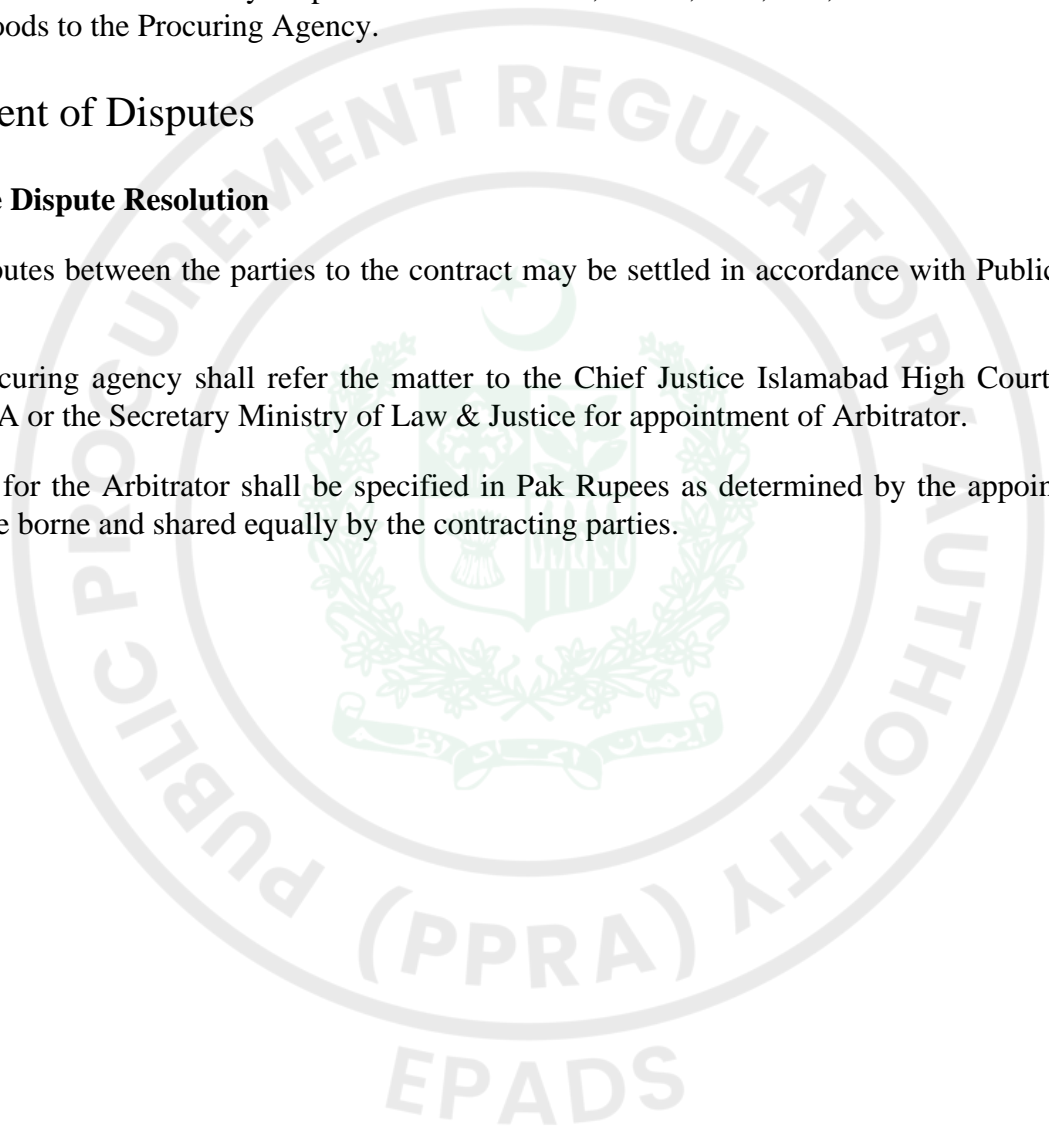 oods to the Procuring Agency.
ent of Disputes
e Dispute Resolution
putes between the parties to the contract may be settled in accordance with Public
curing agency shall refer the matter to the Chief Justice Islamabad High Court
A or the Secretary Ministry of Law & Justice for appointment of Arbitrator.
for the Arbitrator shall be specified in Pak Rupees as determined by the appoin
e borne and shared equally by the contracting parties.
PUBLIC PROCUREMENT REGULATORY AUTHORITY
(PPRA)
EPADS